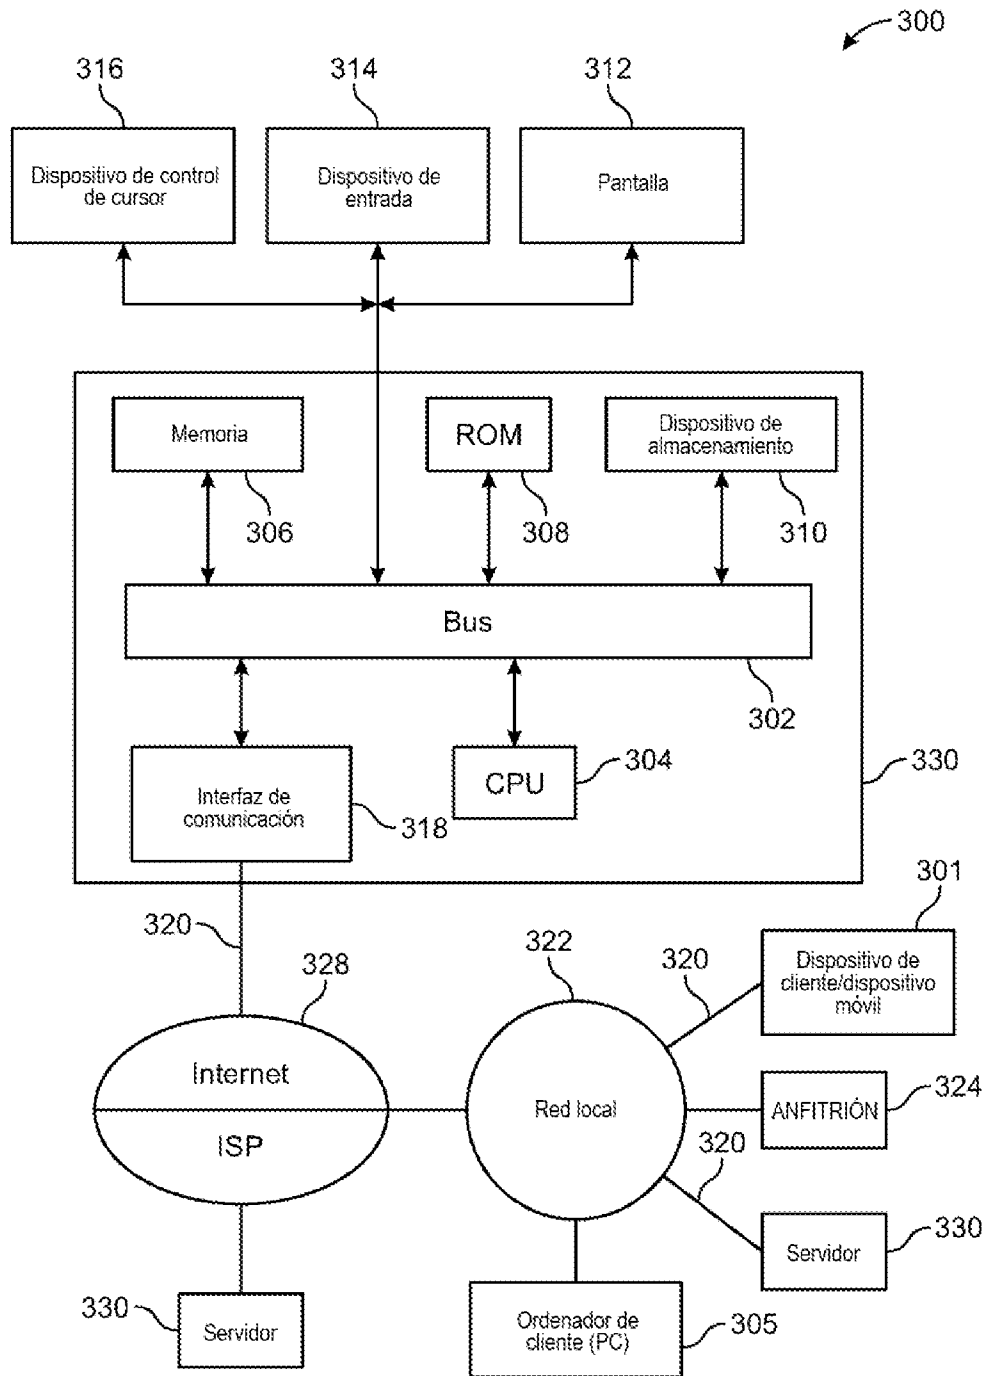 300
316
314
312
Dispositivo de control
de cursor
Dispositivo de
entrada
Pantalla
Memoria
ROM
Dispositivo de
almacenamiento
306
308
310
Bus
302
Interfaz de
comunicación
318
CPU
304
330
320
328
322
320
301
Dispositivo de
cliente/dispositivo
móvil
Internet
ISP
Red local
ANFITRIÓN
324
320
Servidor
330
330
Servidor
Ordenador de
cliente (PC)
305